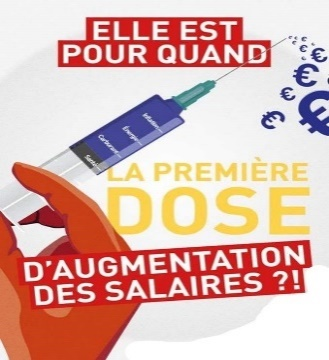 ELLE EST
POUR QUAND
Inflation
Énergie
Carburant
LA PREMIÈRE
DOSE
D'AUGMENTATION
DES SALAIRES ?!